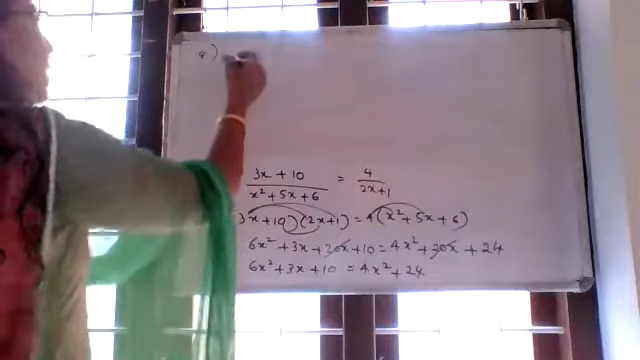 8)
3x + 10 / x² + 5x + 6 = 4 / 2x+1
3x+10)(2x+1) = 4(x²+5x+6)
6x² + 3x + 20x + 10 = 4x² + 20x + 24
6x² + 3x + 10 = 4x² + 24